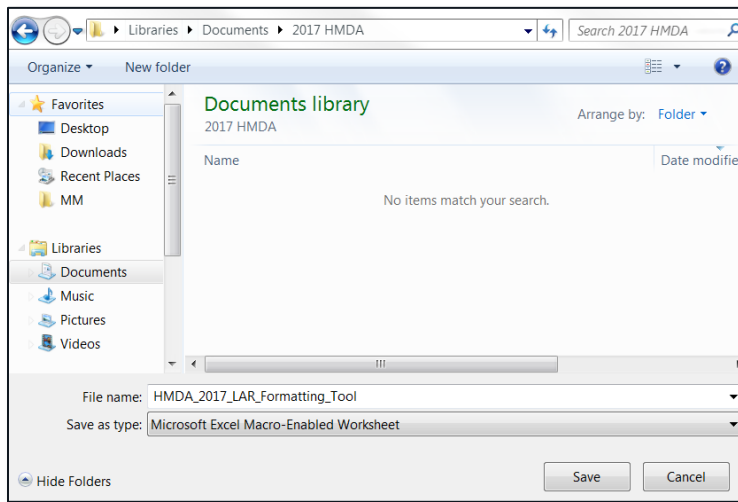 Libraries Documents 2017 HMDA Search 2017 HMDA
Organize New folder
Favorites
Desktop
Downloads
Recent Places
MM
Libraries
Documents
Music
Pictures
Videos
Documents library
2017 HMDA
Arrange by: Folder
Name Date modifie
No items match your search.
File name: HMDA_2017_LAR_Formatting_Tool
Save as type: Microsoft Excel Macro-Enabled Worksheet
Hide Folders Save Cancel